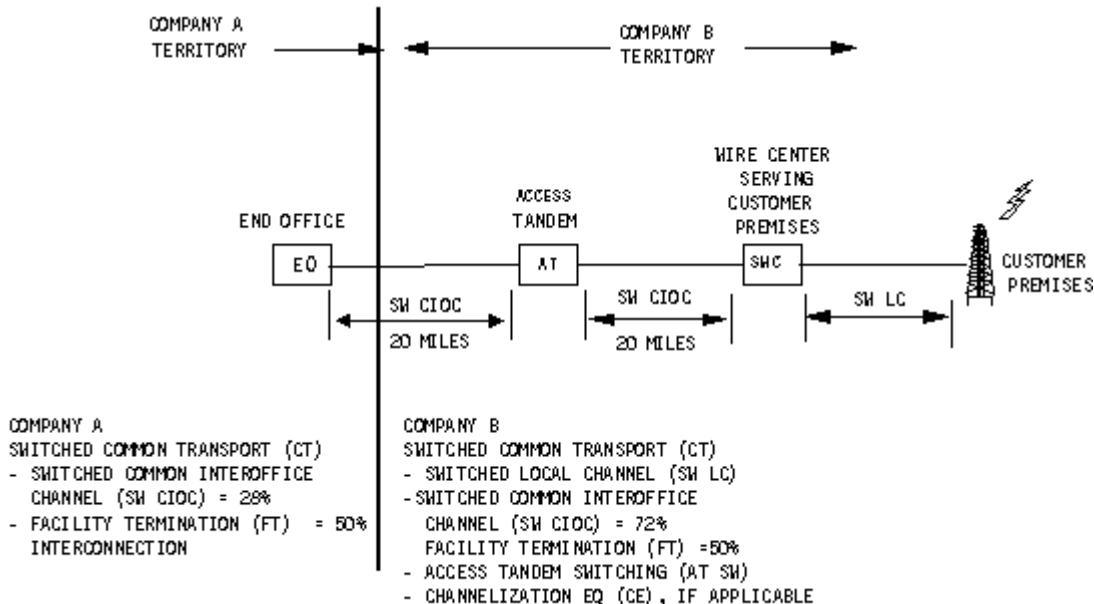 COMPANY A
TERRITORY
COMPANY B
TERRITORY
WIRE CENTER
SERVING
CUSTOMER
PREMISES
ACCESS
TANDEM
END OFFICE
EO
AT
SWC
CUSTOMER
PREMISES
SW CIOC
20 MILES
SW CIOC
20 MILES
SW LC
COMPANY A
SWITCHED COMMON TRANSPORT (CT)
- SWITCHED COMMON INTEROFFICE
CHANNEL (SW CIOC) = 28%
- FACILITY TERMINATION (FT) = 50%
INTERCONNECTION
COMPANY B
SWITCHED COMMON TRANSPORT (CT)
- SWITCHED LOCAL CHANNEL (SW LC)
-SWITCHED COMMON INTEROFFICE
CHANNEL (SW CIOC) = 72%
FACILITY TERMINATION (FT) =50%
- ACCESS TANDEM SWITCHING (AT SW)
- CHANNELIZATION EQ (CE), IF APPLICABLE